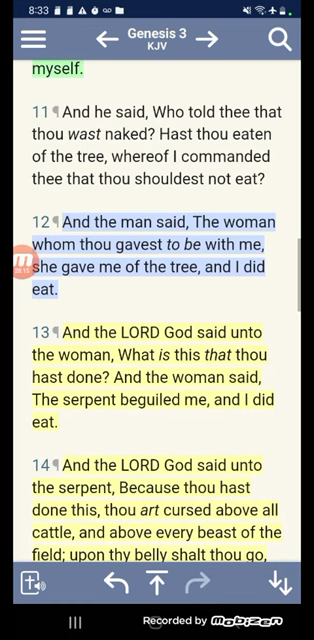 8:33
Genesis 3
KJV
myself.
11 ¶ And he said, Who told thee that
thou wast naked? Hast thou eaten
of the tree, whereof I commanded
thee that thou shouldest not eat?
12 ¶ And the man said, The woman
whom thou gavest to be with me,
she gave me of the tree, and I did
eat.
13 ¶ And the LORD God said unto
the woman, What is this that thou
hast done? And the woman said,
The serpent beguiled me, and I did
eat.
14 ¶ And the LORD God said unto
the serpent, Because thou hast
done this, thou art cursed above all
cattle, and above every beast of the
field; upon thy belly shalt thou go,
Recorded by mobizen